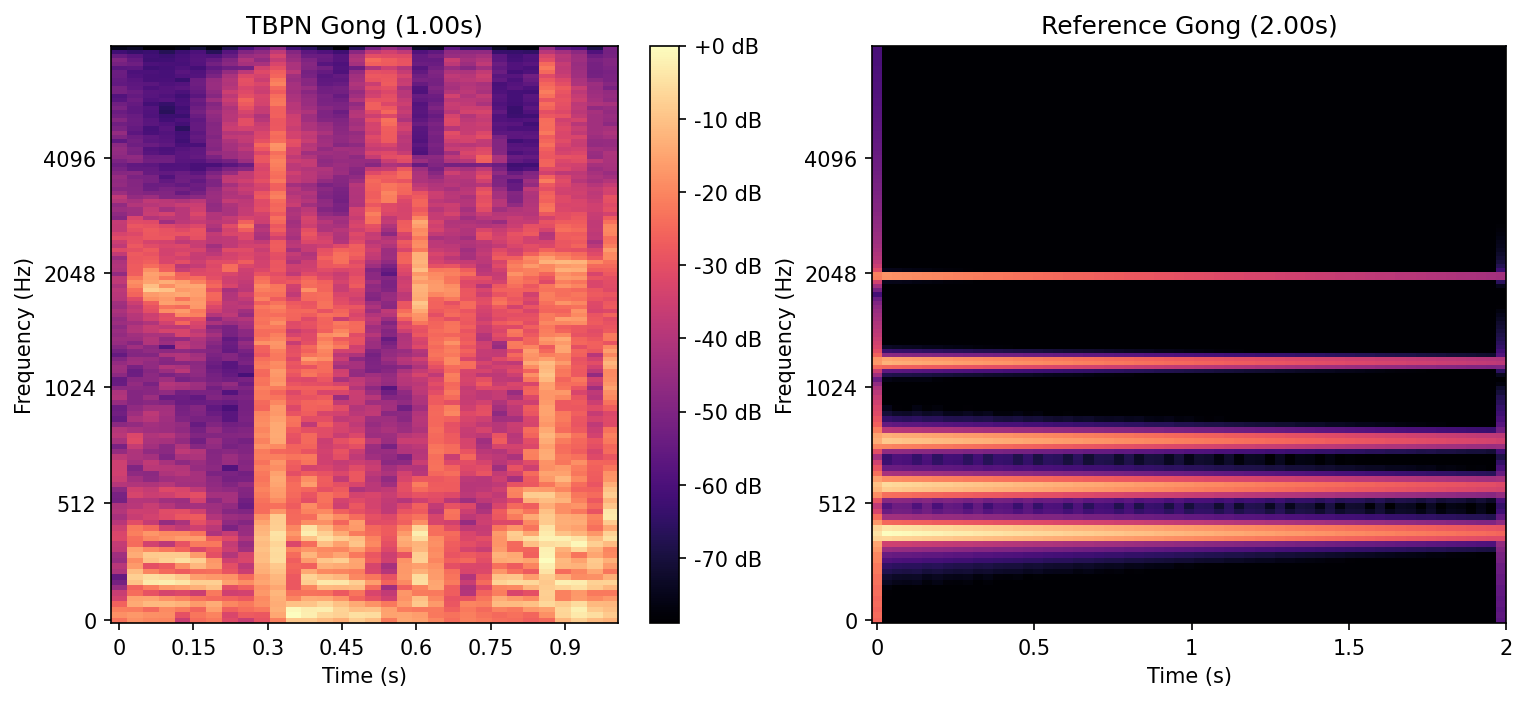 TBPN Gong (1.00s)
Frequency (Hz)
4096
2048
1024
512
0
0 0.15 0.3 0.45 0.6 0.75 0.9
Time (s)
+0 dB
-10 dB
-20 dB
-30 dB
-40 dB
-50 dB
-60 dB
-70 dB
Reference Gong (2.00s)
Frequency (Hz)
4096
2048
1024
512
0
0 0.5 1 1.5 2
Time (s)